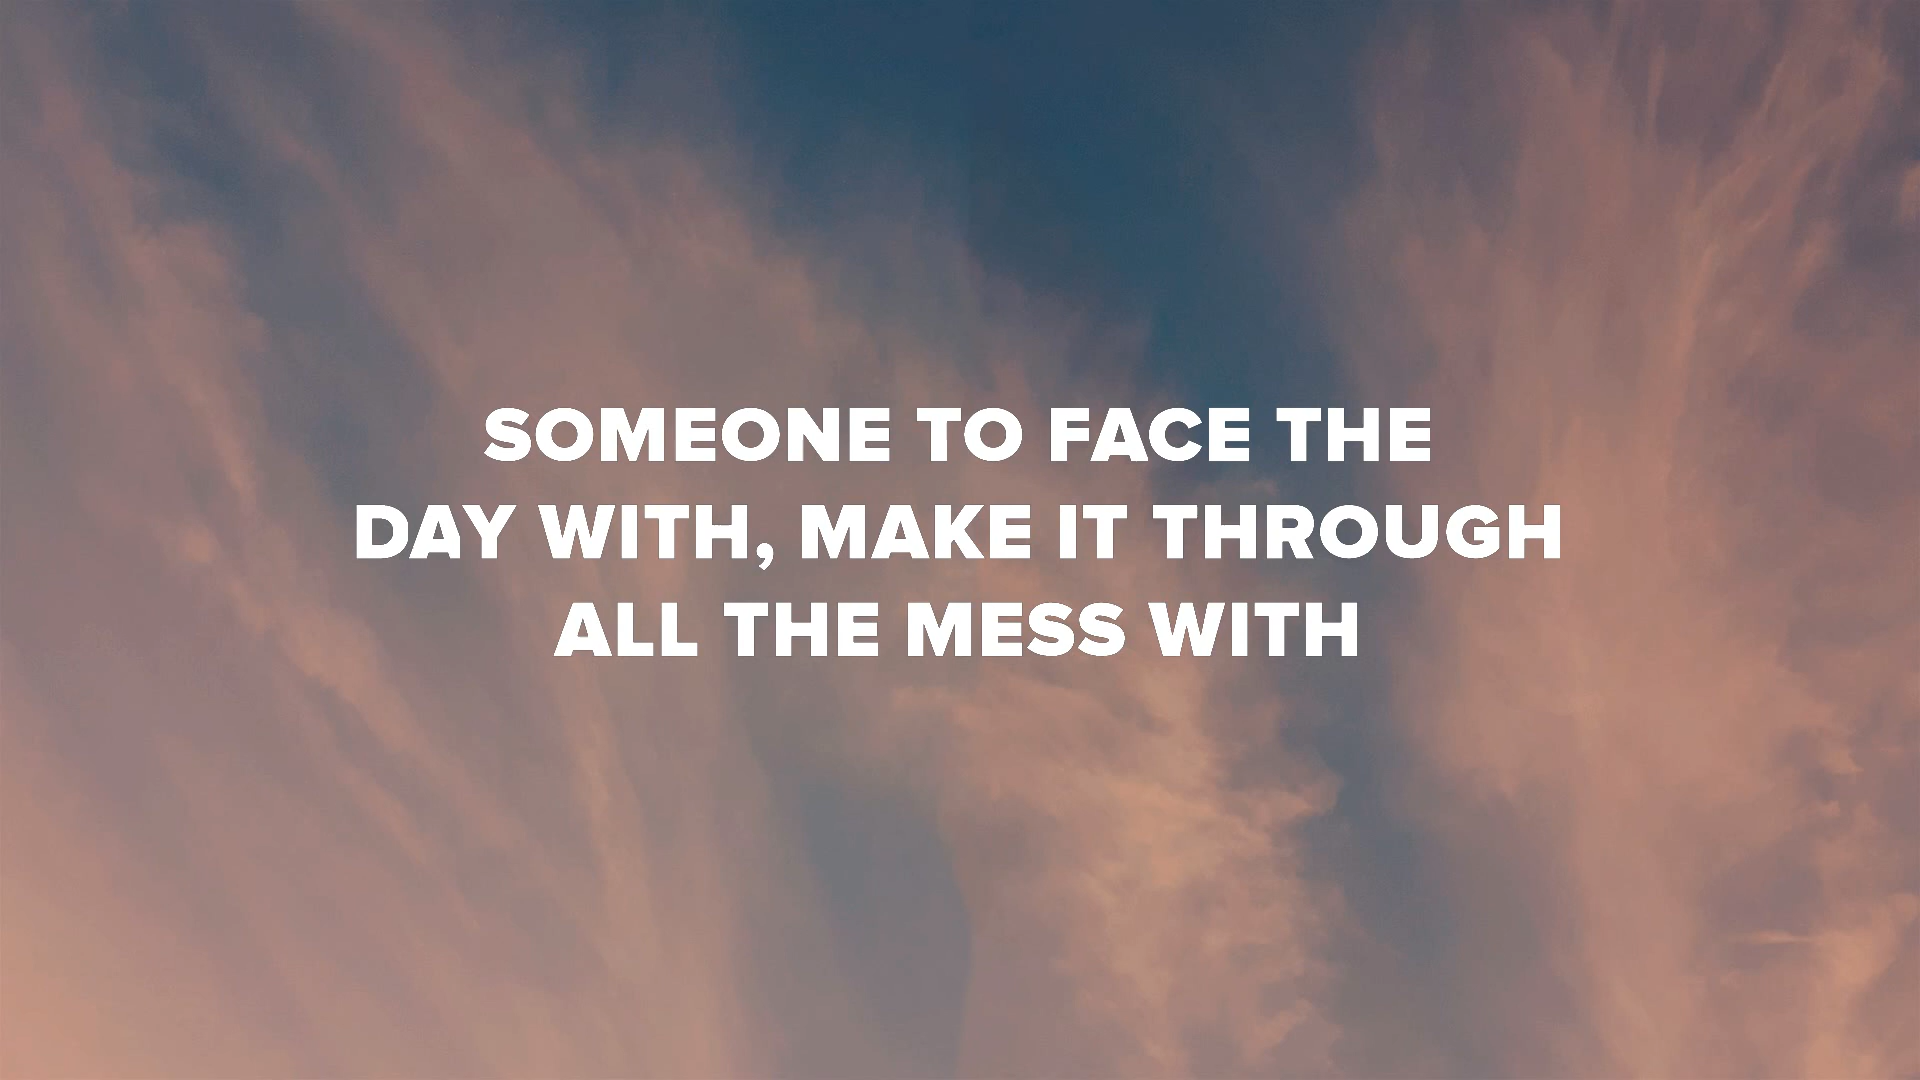 SOMEONE TO FACE THE
DAY WITH, MAKE IT THROUGH
ALL THE MESS WITH